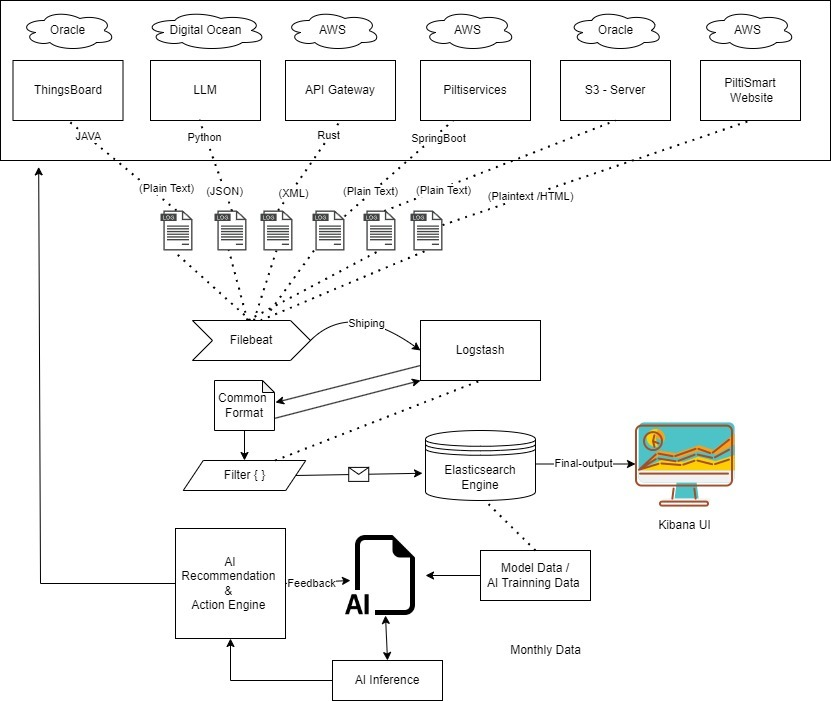 Oracle
Digital Ocean
AWS
AWS
Oracle
AWS
ThingsBoard
LLM
API Gateway
Piltiservices
S3 - Server
PiltiSmart
Website
JAVA
Python
Rust
SpringBoot
(Plain Text)
(JSON)
(XML)
(Plain Text)
(Plain Text)
(Plaintext /HTML)
LOG
LOG
LOG
LOG
LOG
LOG
Filebeat
Shiping
Logstash
Common
Format
Filter { }
Elasticsearch
Engine
Final-output
Kibana UI
AI
Recommendation
&
Action Engine
Feedback
AI
Model Data /
AI Trainning Data
Monthly Data
AI Inference